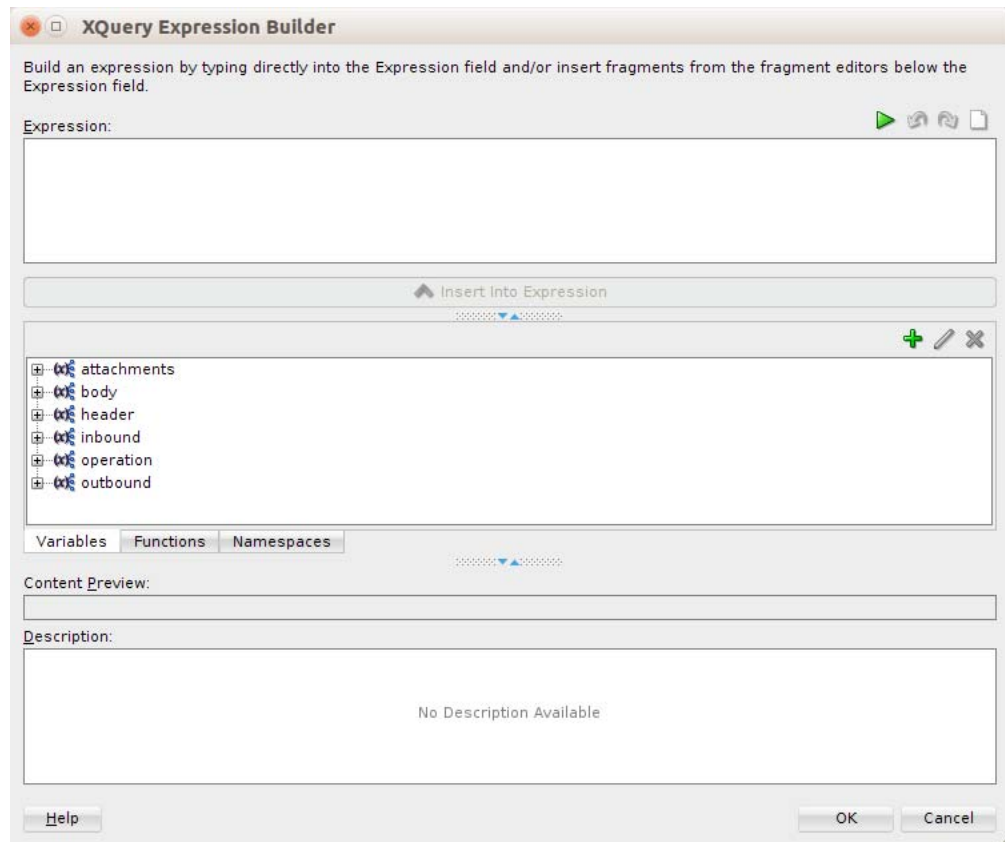 XQuery Expression Builder
Build an expression by typing directly into the Expression field and/or insert fragments from the fragment editors below the
Expression field.
Expression:
Insert Into Expression
attachments
body
header
inbound
operation
outbound
Variables Functions Namespaces
Content Preview:
Description:
No Description Available
Help OK Cancel